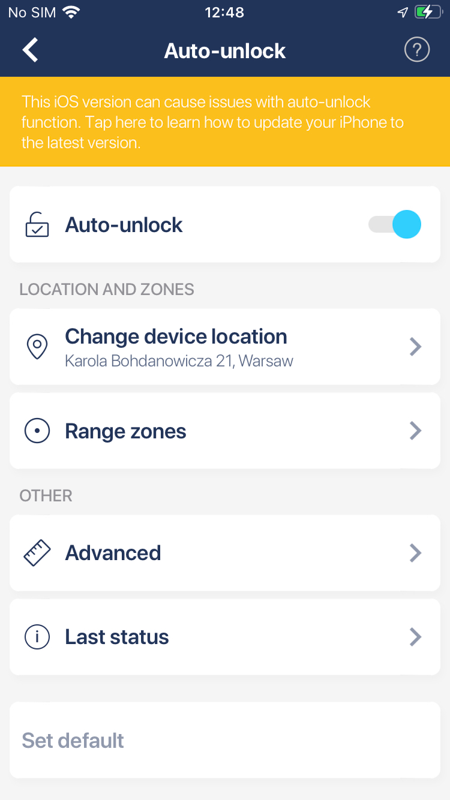 No SIM 12:48
Auto-unlock
This iOS version can cause issues with auto-unlock
function. Tap here to learn how to update your iPhone to
the latest version.
Auto-unlock
LOCATION AND ZONES
Change device location
Karola Bohdanowicza 21, Warsaw
Range zones
OTHER
Advanced
Last status
Set default